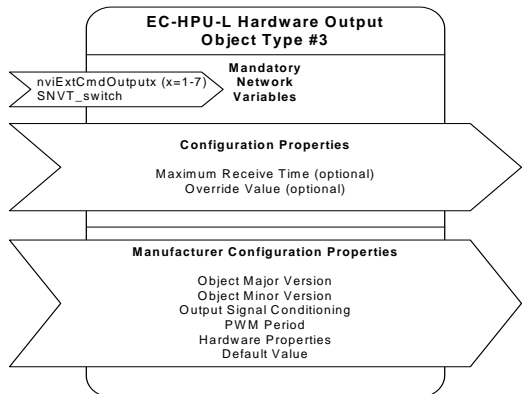 EC-HPU-L Hardware Output
Object Type #3
Mandatory
Network
Variables
nviExtCmdOutputx (x=1-7)
SNVT_switch
Configuration Properties
Maximum Receive Time (optional)
Override Value (optional)
Manufacturer Configuration Properties
Object Major Version
Object Minor Version
Output Signal Conditioning
PWM Period
Hardware Properties
Default Value